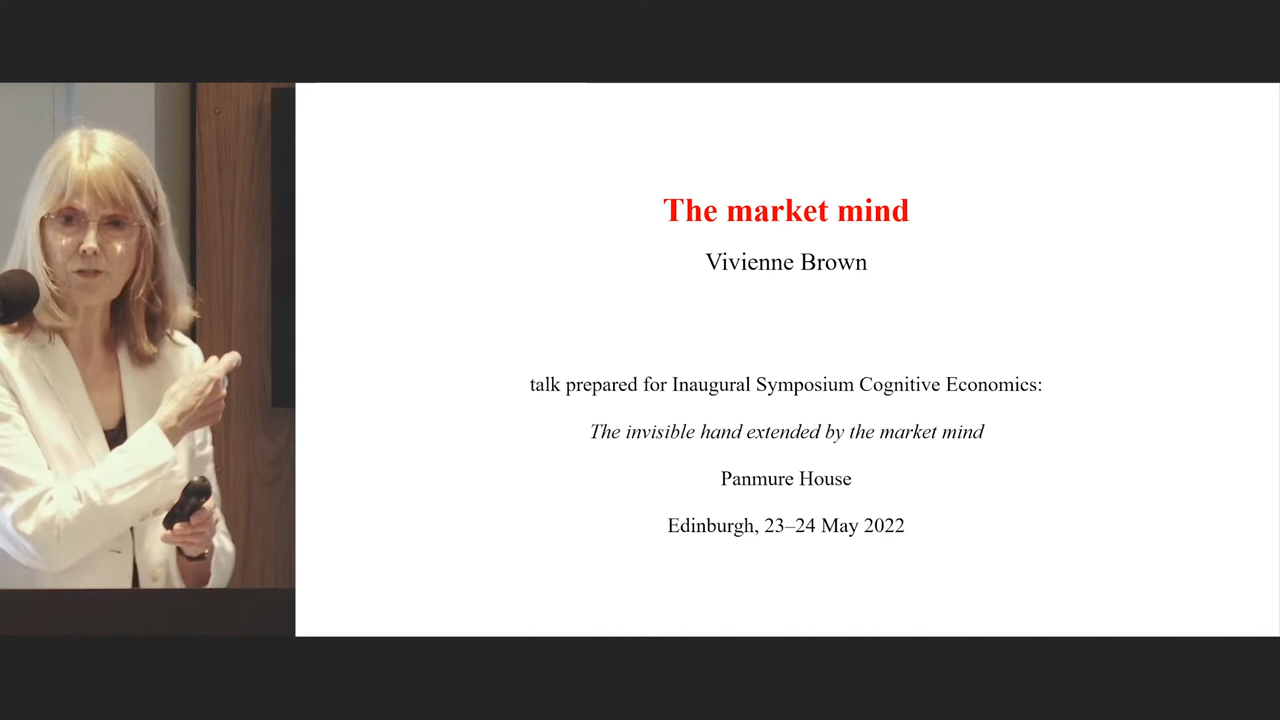 The market mind
Vivienne Brown
talk prepared for Inaugural Symposium Cognitive Economics:
The invisible hand extended by the market mind
Panmure House
Edinburgh, 23–24 May 2022